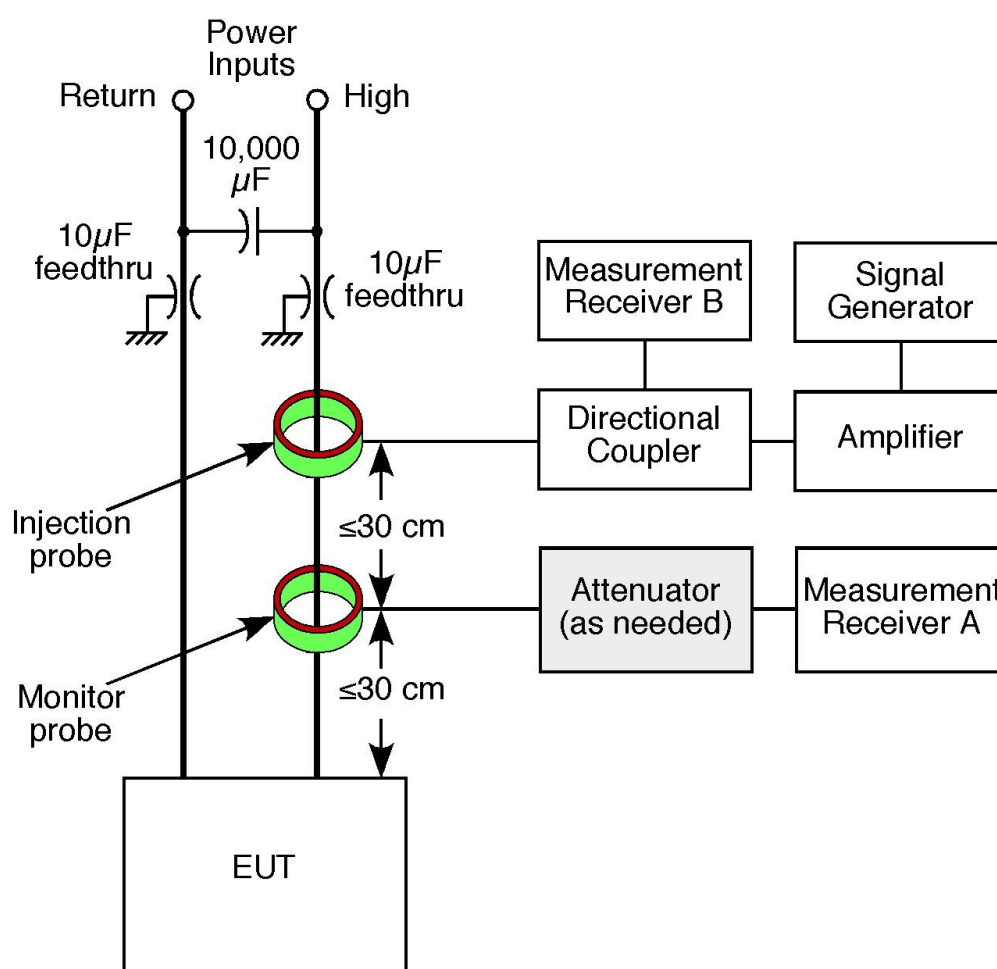 Power
Inputs
Return
High
10,000
µF
10µF
feedthru
10µF
feedthru
Measurement
Receiver B
Signal
Generator
Directional
Coupler
Amplifier
Injection
probe
≤30 cm
Attenuator
(as needed)
Measurement
Receiver A
Monitor
probe
≤30 cm
EUT